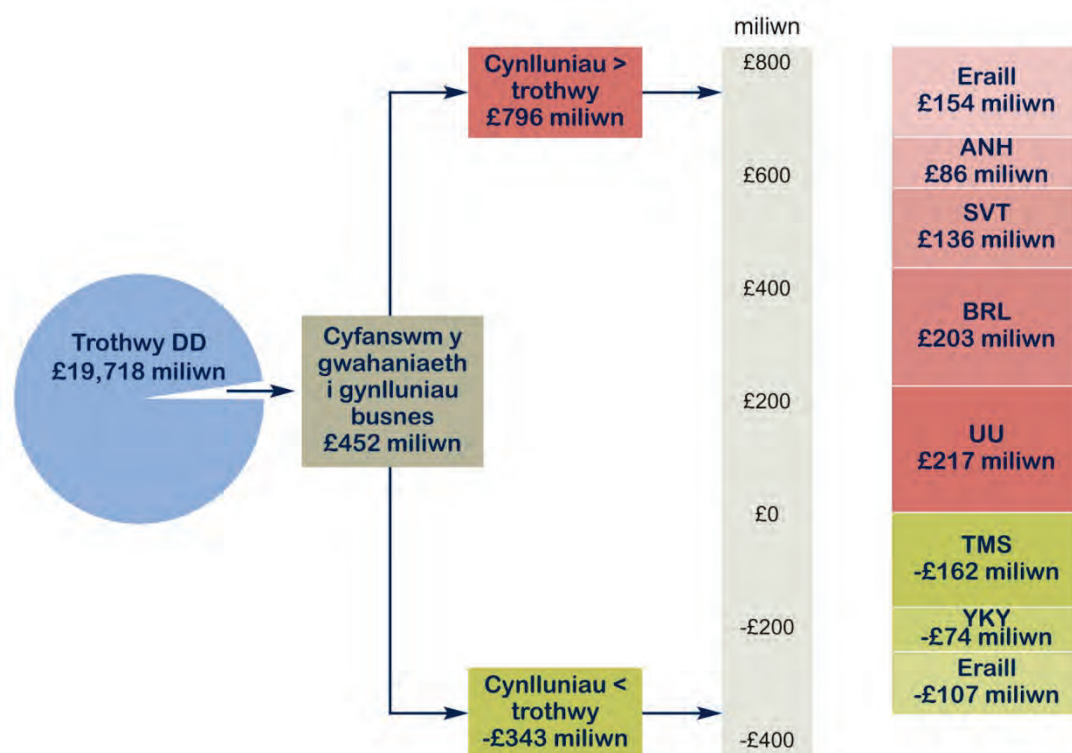 Trothwy DD
£19,718 miliwn
Cyfanswm y
gwahaniaeth
i gynlluniau
busnes
£452 miliwn
Cynlluniau >
trothwy
£796 miliwn
Cynlluniau <
trothwy
-£343 miliwn
miliwn
£800
£600
£400
£200
£0
-£200
-£400
Eraill
£154 miliwn
ANH
£86 miliwn
SVT
£136 miliwn
BRL
£203 miliwn
UU
£217 miliwn
TMS
-£162 miliwn
YKY
-£74 miliwn
Eraill
-£107 miliwn